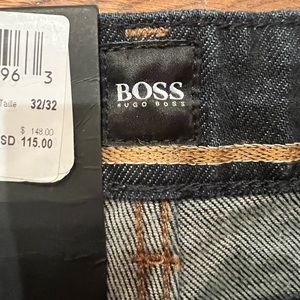 96 3
Taille 32/32
$ 148.00
SD 115.00
BOSS
HUGO BOSS